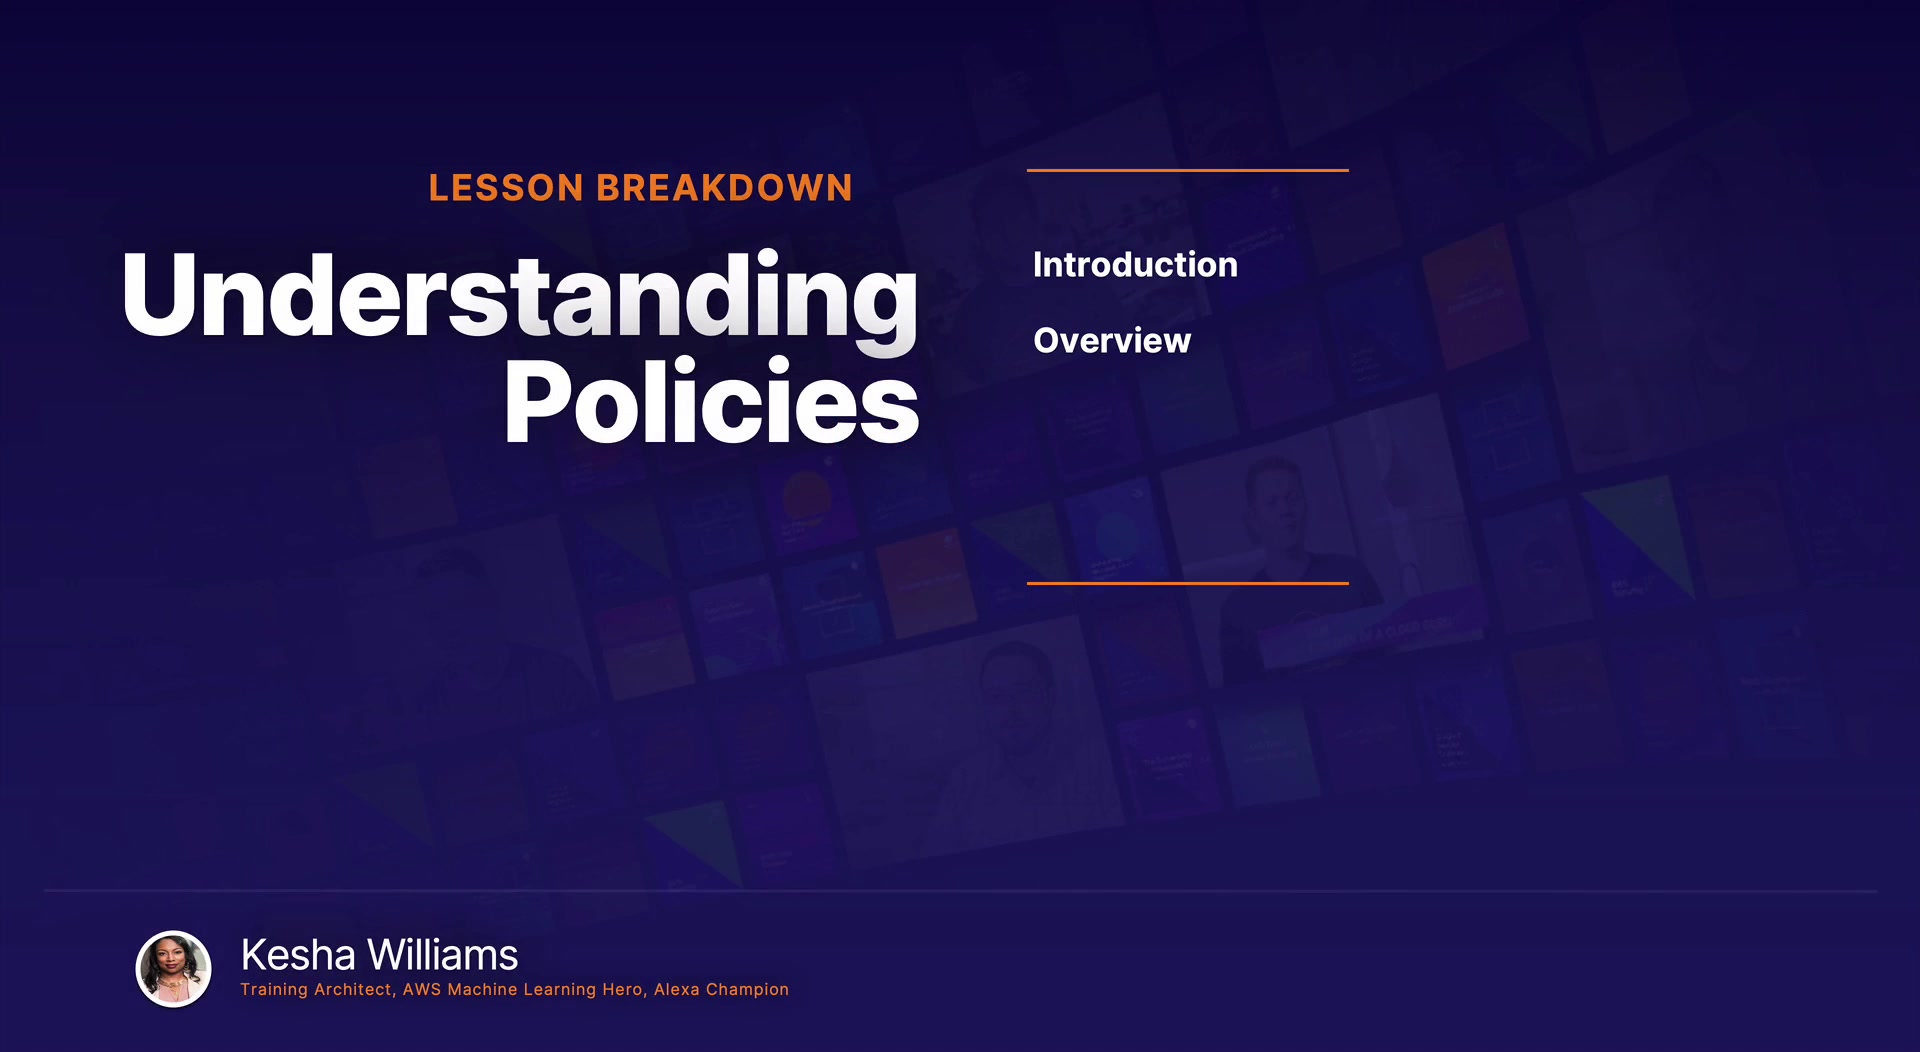 LESSON BREAKDOWN
Understanding
Policies
Introduction
Overview
Kesha Williams
Training Architect, AWS Machine Learning Hero, Alexa Champion